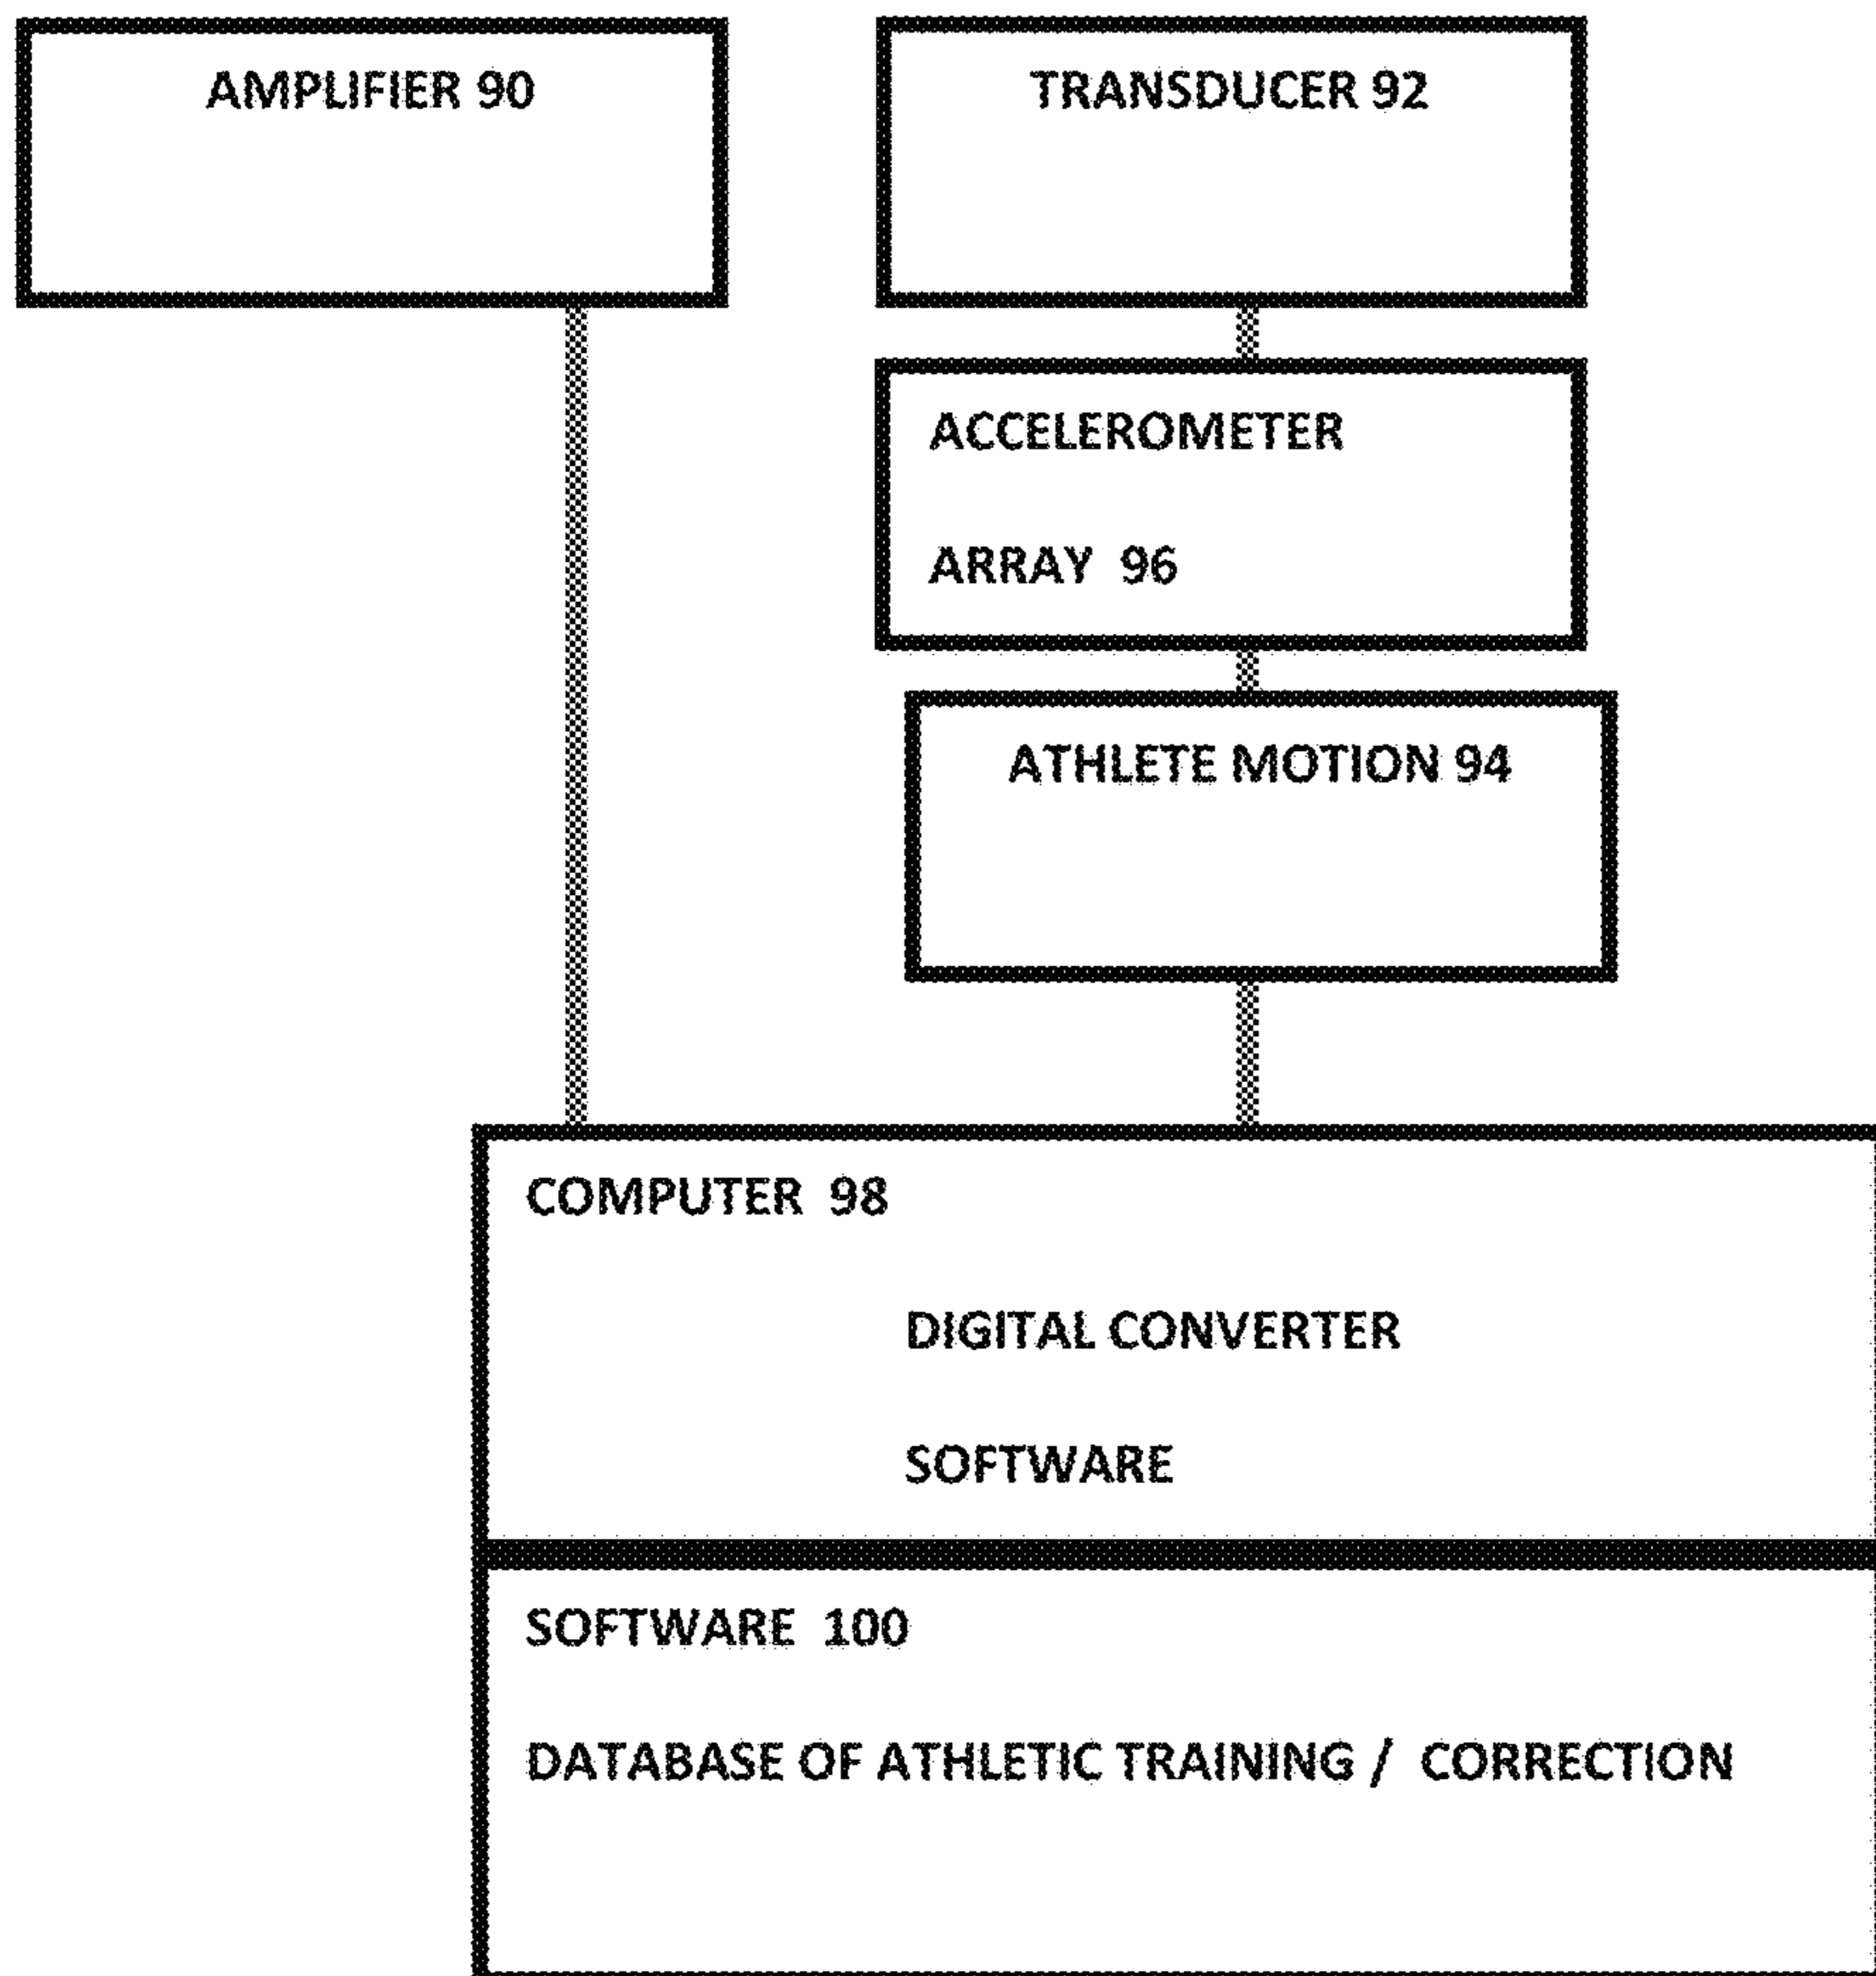 AMPLIFIER 90
TRANSDUCER 92
ACCELEROMETER
ARRAY 96
ATHLETE MOTION 94
COMPUTER 98
DIGITAL CONVERTER
SOFTWARE
SOFTWARE 100
DATABASE OF ATHLETIC TRAINING / CORRECTION